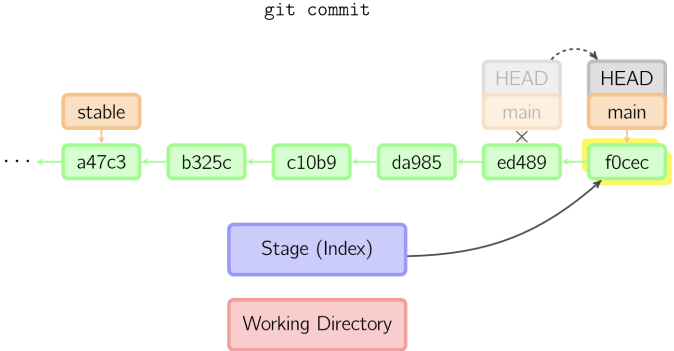 git commit
HEAD HEAD
stable main main
··· a47c3 b325c c10b9 da985 ed489 f0cec
Stage (Index)
Working Directory